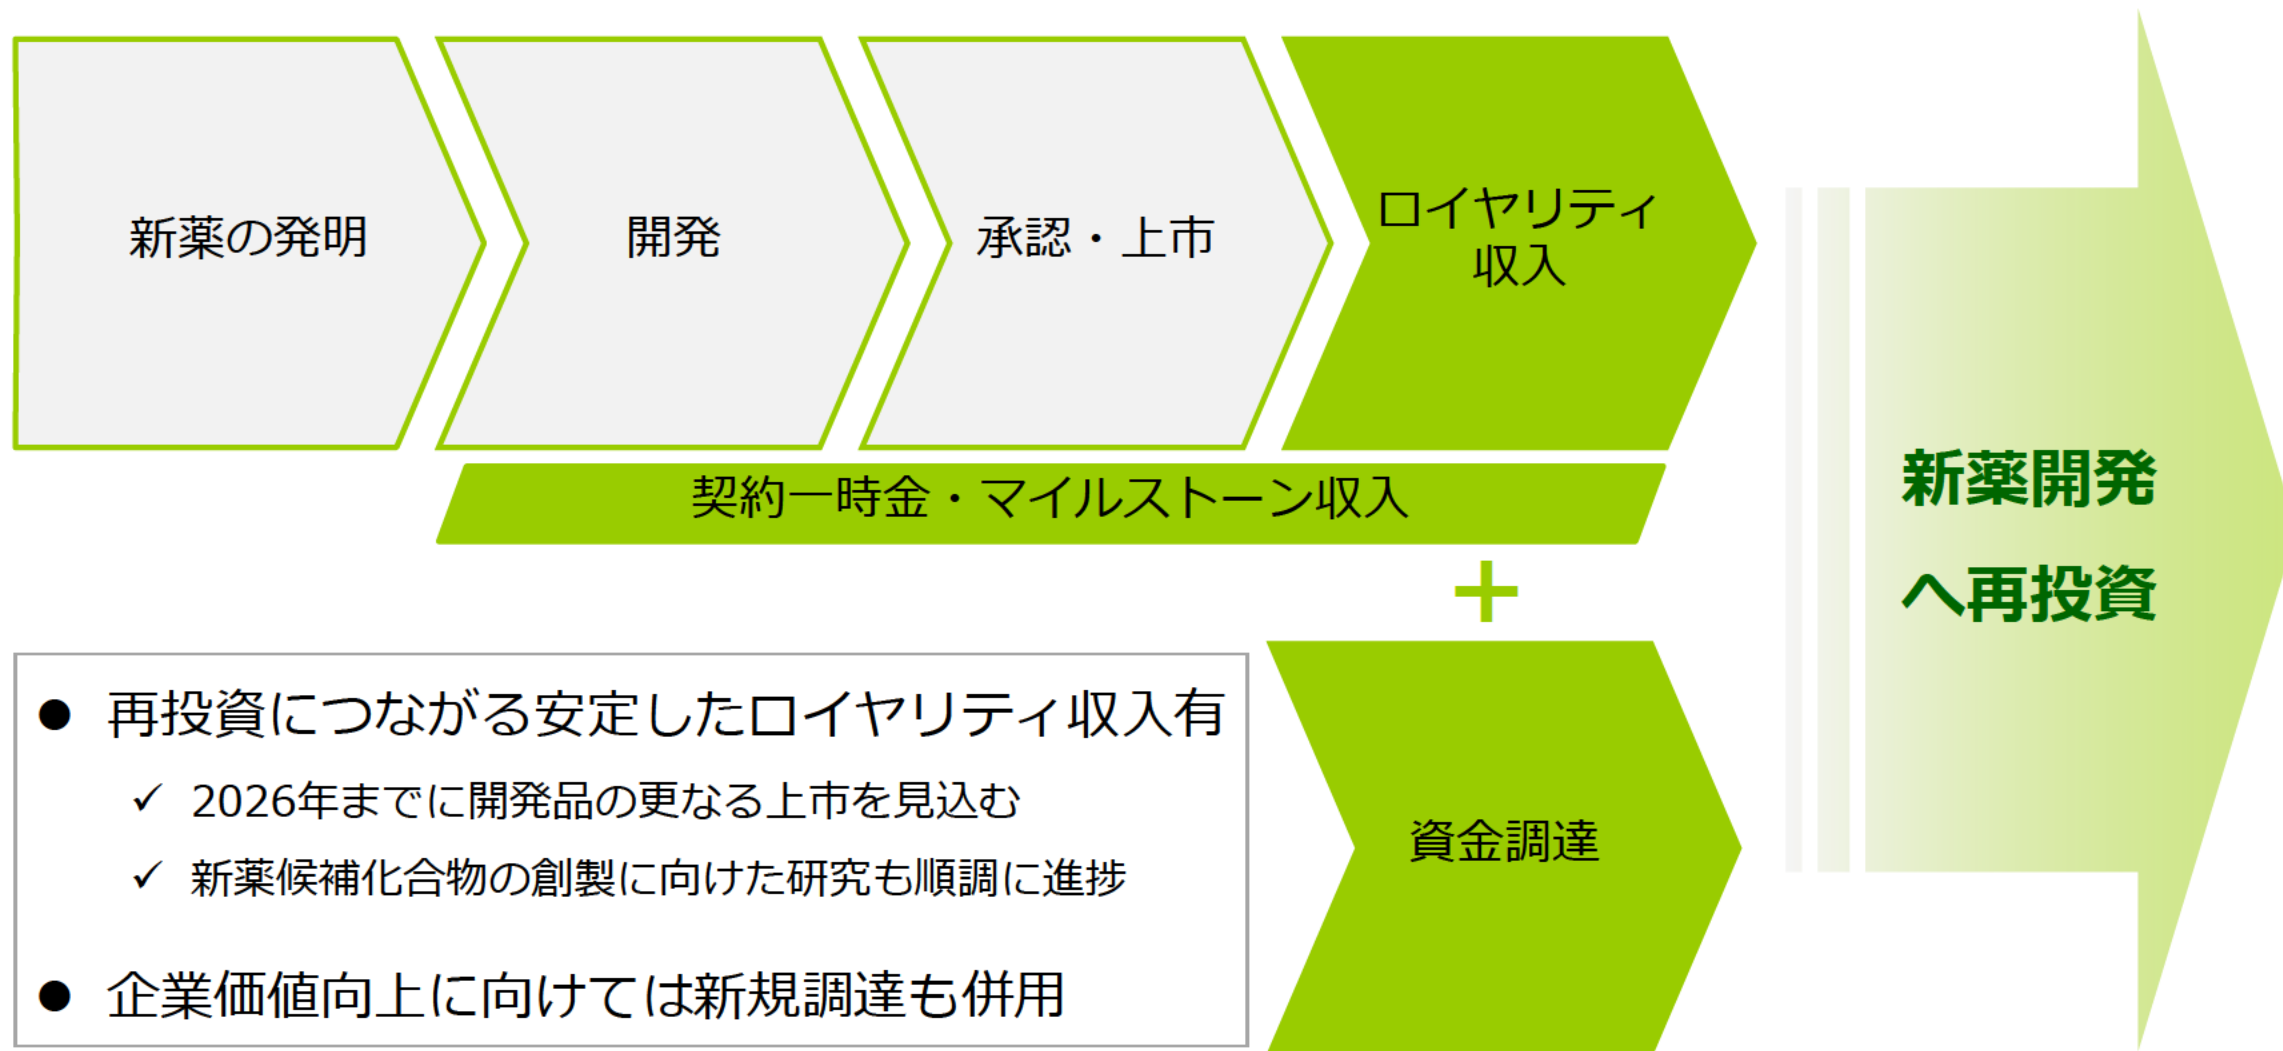 新薬の発明
開発
承認・上市
ロイヤリティ
収入
契約一時金・マイルストーン収入
+
新薬開発
へ再投資
● 再投資につながる安定したロイヤリティ収入有
✓ 2026年までに開発品の更なる上市を見込む
✓ 新薬候補化合物の創製に向けた研究も順調に進捗
● 企業価値向上に向けては新規調達も併用
資金調達